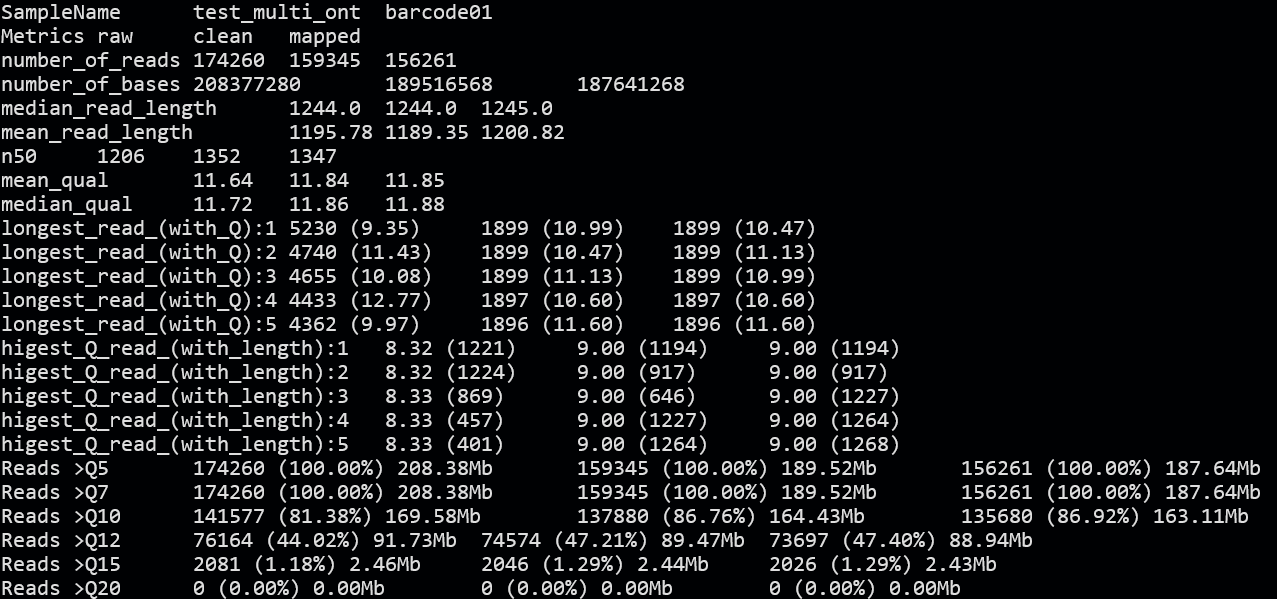 SampleName test_multi_ont barcode01
Metrics raw clean mapped
number_of_reads 174260 159345 156261
number_of_bases 208377280 189516568 187641268
median_read_length 1244.0 1244.0 1245.0
mean_read_length 1195.78 1189.35 1200.82
n50 1206 1352 1347
mean_qual 11.64 11.84 11.85
median_qual 11.72 11.86 11.88
longest_read_(with_Q):1 5230 (9.35) 1899 (10.99) 1899 (10.47)
longest_read_(with_Q):2 4740 (11.43) 1899 (10.47) 1899 (11.13)
longest_read_(with_Q):3 4655 (10.08) 1899 (11.13) 1899 (10.99)
longest_read_(with_Q):4 4433 (12.77) 1897 (10.60) 1897 (10.60)
longest_read_(with_Q):5 4362 (9.97) 1896 (11.60) 1896 (11.60)
higest_Q_read_(with_length):1 8.32 (1221) 9.00 (1194) 9.00 (1194)
higest_Q_read_(with_length):2 8.32 (1224) 9.00 (917) 9.00 (917)
higest_Q_read_(with_length):3 8.33 (869) 9.00 (646) 9.00 (1227)
higest_Q_read_(with_length):4 8.33 (457) 9.00 (1227) 9.00 (1264)
higest_Q_read_(with_length):5 8.33 (401) 9.00 (1264) 9.00 (1268)
Reads >Q5 174260 (100.00%) 208.38Mb 159345 (100.00%) 189.52Mb 156261 (100.00%) 187.64Mb
Reads >Q7 174260 (100.00%) 208.38Mb 159345 (100.00%) 189.52Mb 156261 (100.00%) 187.64Mb
Reads >Q10 141577 (81.38%) 169.58Mb 137880 (86.76%) 164.43Mb 135680 (86.92%) 163.11Mb
Reads >Q12 76164 (44.02%) 91.73Mb 74574 (47.21%) 89.47Mb 73697 (47.40%) 88.94Mb
Reads >Q15 2081 (1.18%) 2.46Mb 2046 (1.29%) 2.44Mb 2026 (1.29%) 2.43Mb
Reads >Q20 0 (0.00%) 0.00Mb 0 (0.00%) 0.00Mb 0 (0.00%) 0.00Mb